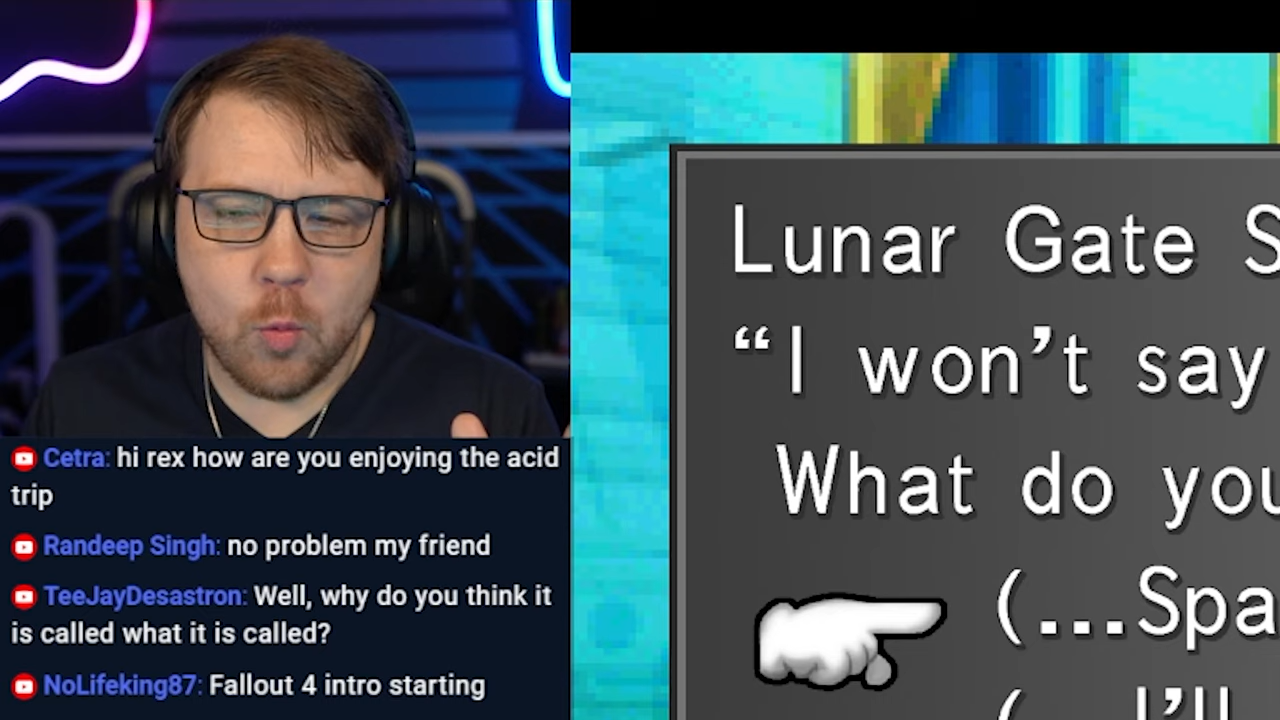 Cetra: hi rex how are you enjoying the acid
trip
Randeep Singh: no problem my friend
TeeJayDesastron: Well, why do you think it
is called what it is called?
NoLifeking87: Fallout 4 intro starting
Lunar Gate S
“I won’t say
What do you
(...Spa
(...I’ll